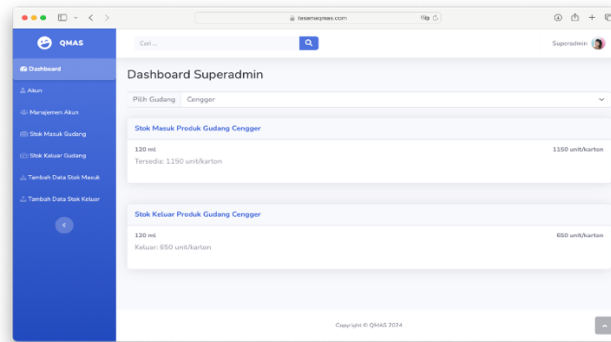 tesameqmas.com
QMAS
Cari ...
Superadmin
Dashboard
Dashboard Superadmin
Akun
Pilih Gudang Cengger
Manajemen Akun
Stok Masuk Gudang
Stok Keluar Gudang
Tambah Data Stok Masuk
Tambah Data Stok Keluar
Stok Masuk Produk Gudang Cengger
120 ml 1150 unit/karton
Tersedia: 1150 unit/karton
Stok Keluar Produk Gudang Cengger
120 ml 650 unit/karton
Keluar: 650 unit/karton
Copyright © QMAS 2024